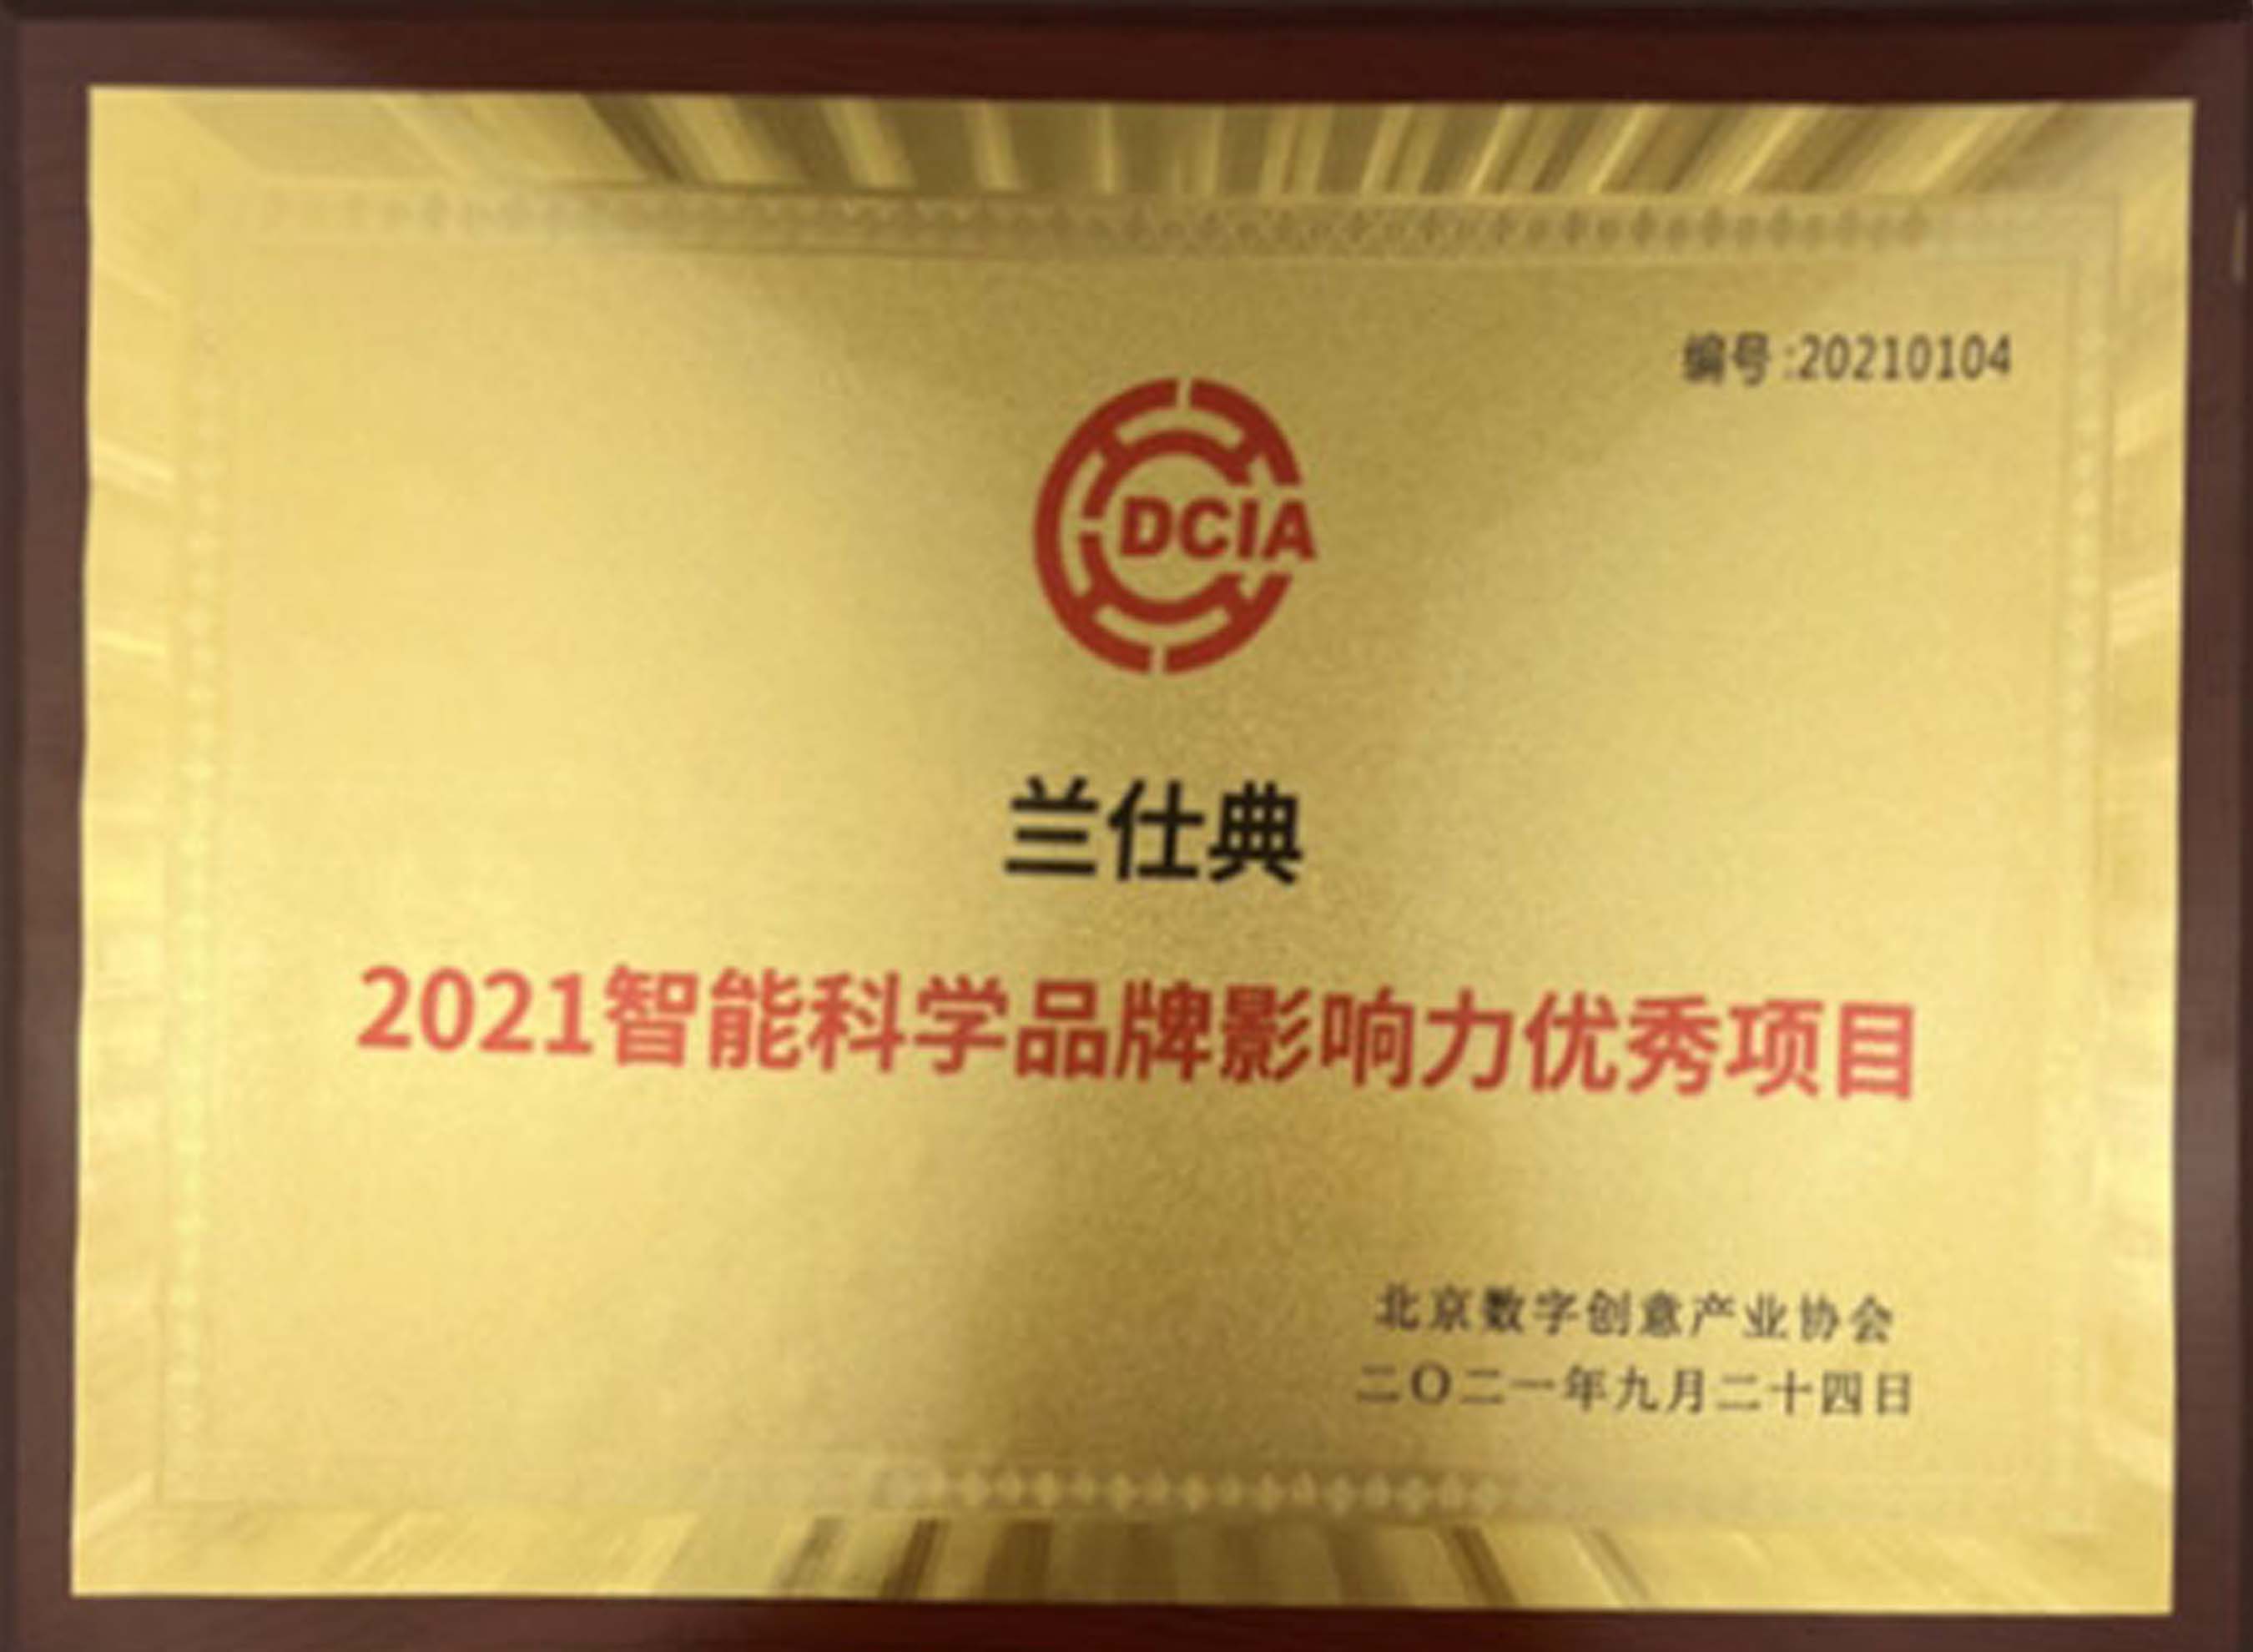 编号:20210104
DCIA
兰仕典
2021智能科学品牌影响力优秀项目
北京数字创意产业协会
二〇二一年九月二十四日